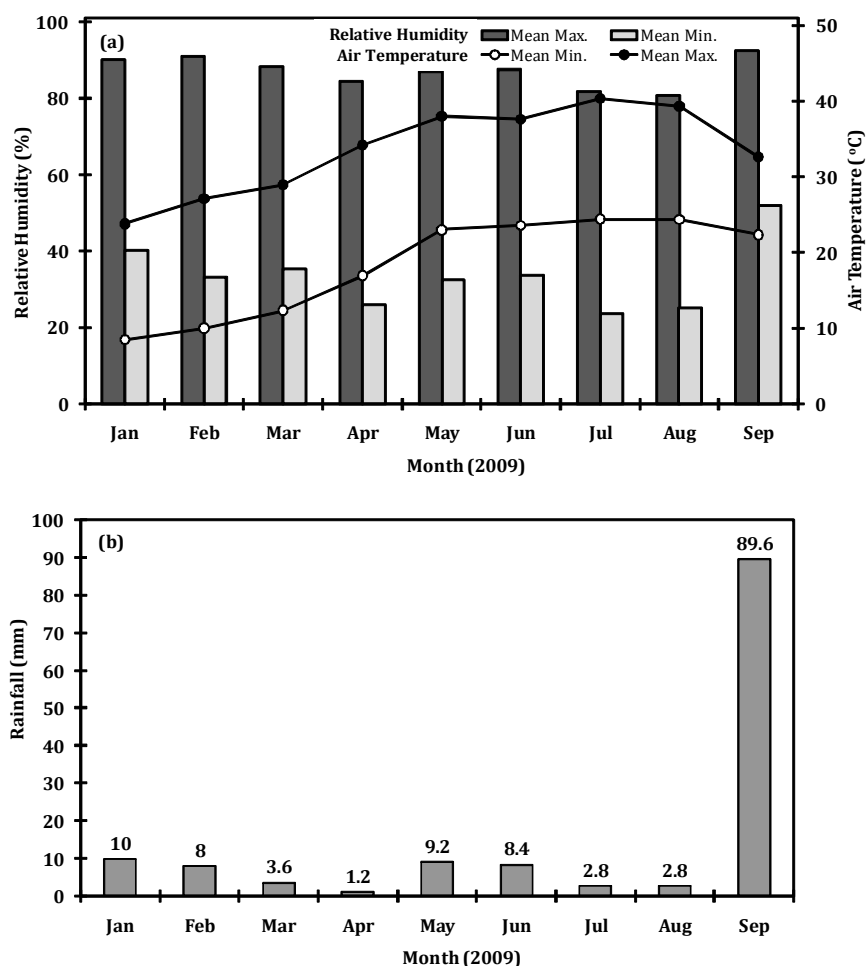 (a)
Relative Humidity ■Mean Max. □Mean Min.
Air Temperature Mean Min. Mean Max.
Relative Humidity (%)
100
80
60
40
20
0
Air Temperature ( °C)
50
40
30
20
10
0
Jan Feb Mar Apr May Jun Jul Aug Sep
Month (2009)
(b)
Rainfall (mm)
100
90
80
70
60
50
40
30
20
10
0
10 8 3.6 1.2 9.2 8.4 2.8 2.8 89.6
Jan Feb Mar Apr May Jun Jul Aug Sep
Month (2009)